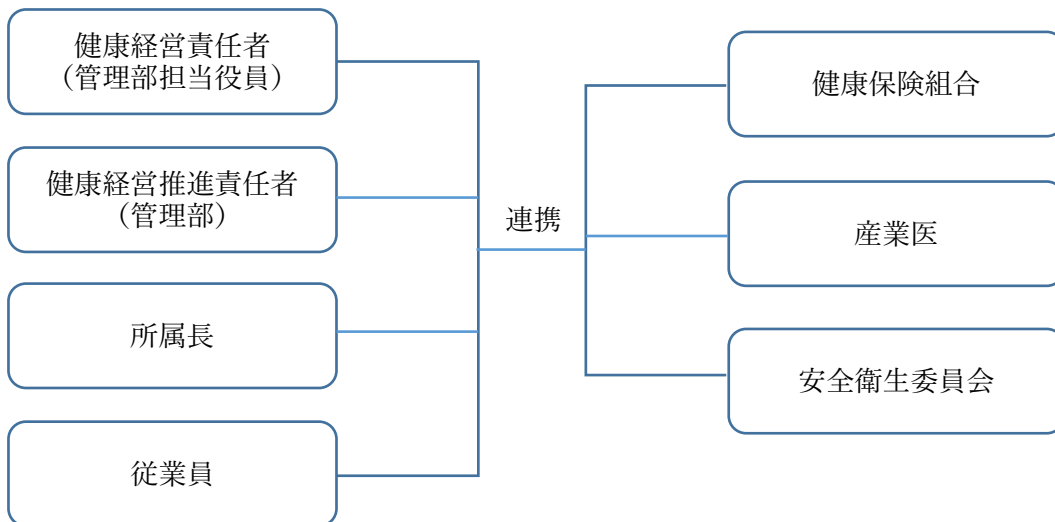 健康経営責任者
(管理部担当役員)
健康経営推進責任者
(管理部)
所属長
従業員
連携
健康保険組合
産業医
安全衛生委員会